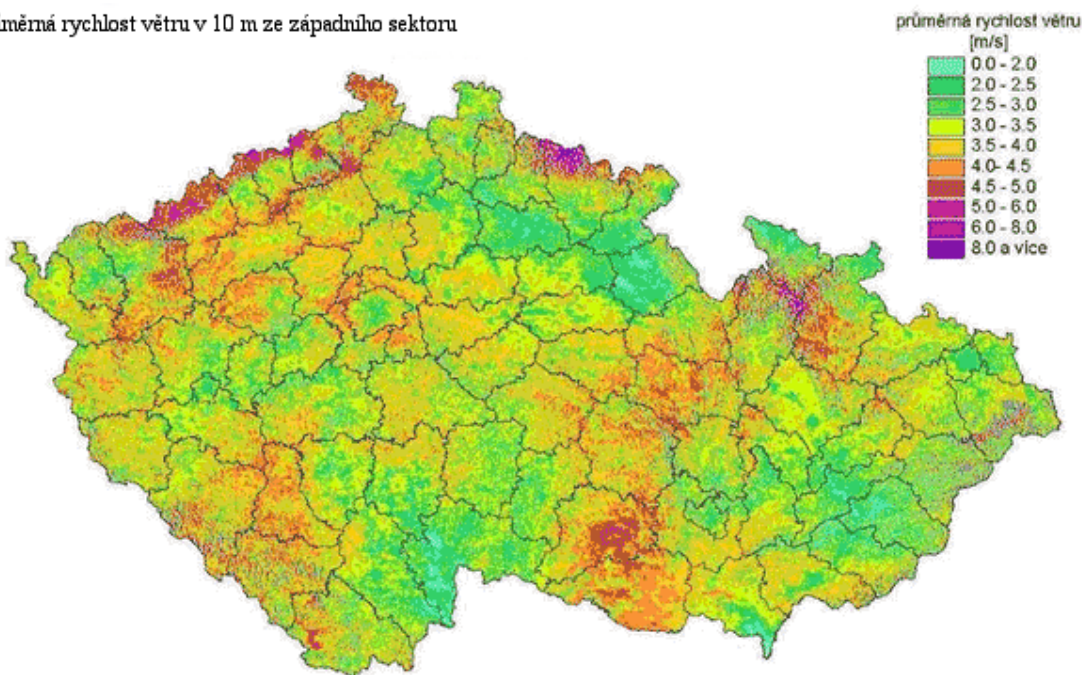 měrná rychlost větru v 10 m ze západního sektoru
průměrná rychlost větru
[m/s]
0.0 - 2.0
2.0 - 2.5
2.5 - 3.0
3.0 - 3.5
3.5 - 4.0
4.0- 4.5
4.5 - 5.0
5.0 - 6.0
6.0 - 8.0
8.0 a více